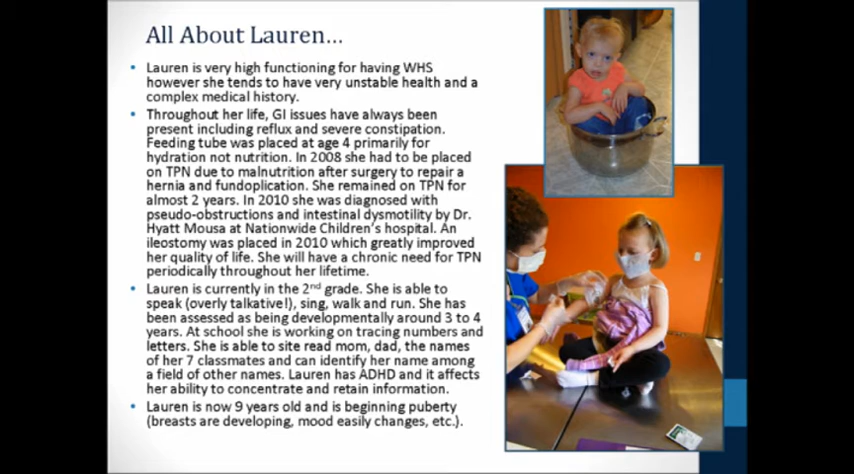 All About Lauren...
• Lauren is very high functioning for having WHS
however she tends to have very unstable health and a
complex medical history.
• Throughout her life, GI issues have always been
present including reflux and severe constipation.
Feeding tube was placed at age 4 primarily for
hydration not nutrition. In 2008 she had to be placed
on TPN due to malnutrition after surgery to repair a
hernia and fundoplication. She remained on TPN for
almost 2 years. In 2010 she was diagnosed with
pseudo-obstructions and intestinal dysmotility by Dr.
Hyatt Mousa at Nationwide Children's hospital. An
ileostomy was placed in 2010 which greatly improved
her quality of life. She will have a chronic need for TPN
periodically throughout her lifetime.
• Lauren is currently in the 2nd grade. She is able to
speak (overly talkative!), sing, walk and run. She has
been assessed as being developmentally around 3 to 4
years. At school she is working on tracing numbers and
letters. She is able to site read mom, dad, the names
of her 7 classmates and can identify her name among
a field of other names. Lauren has ADHD and it affects
her ability to concentrate and retain information.
• Lauren is now 9 years old and is beginning puberty
(breasts are developing, mood easily changes, etc.).